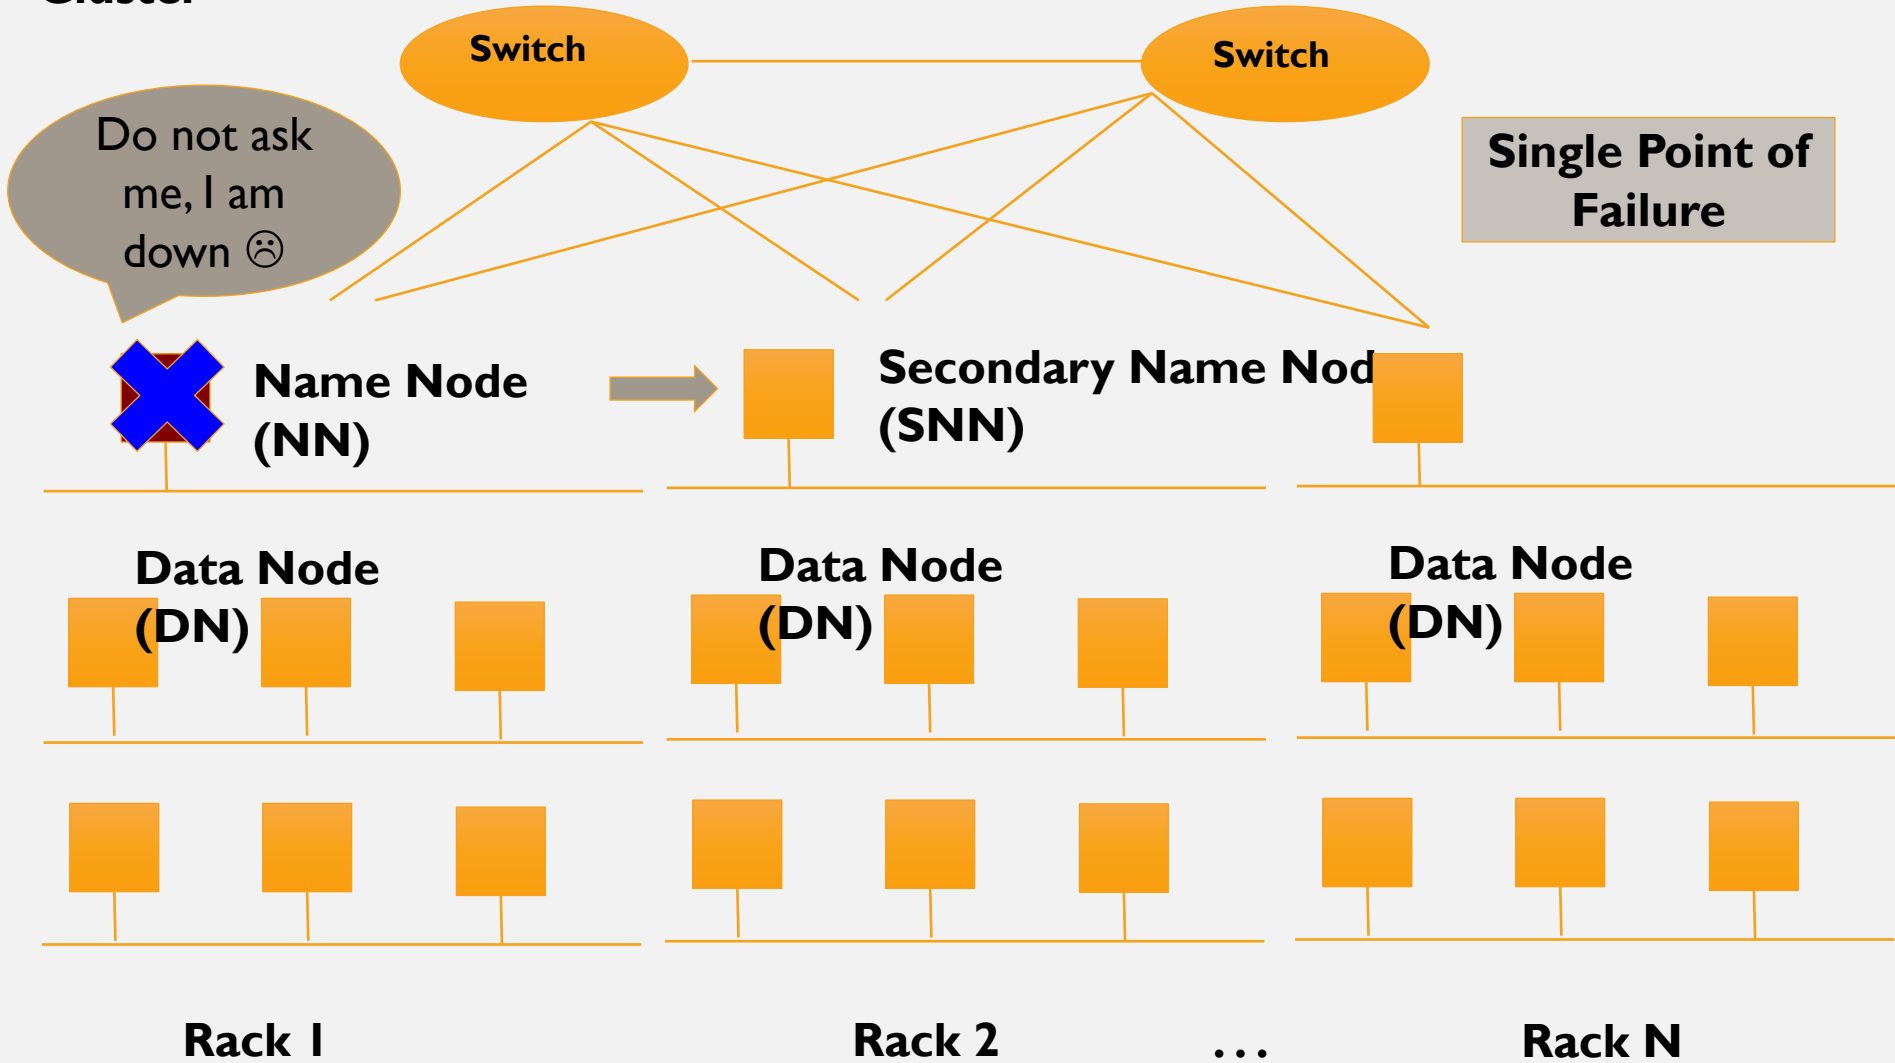 Cluster
Switch
Switch
Do not ask
me, I am
down ☹
Single Point of
Failure
Name Node
(NN)
Secondary Name Nod
(SNN)
Data Node
(DN)
Data Node
(DN)
Data Node
(DN)
Rack 1
Rack 2
...
Rack N